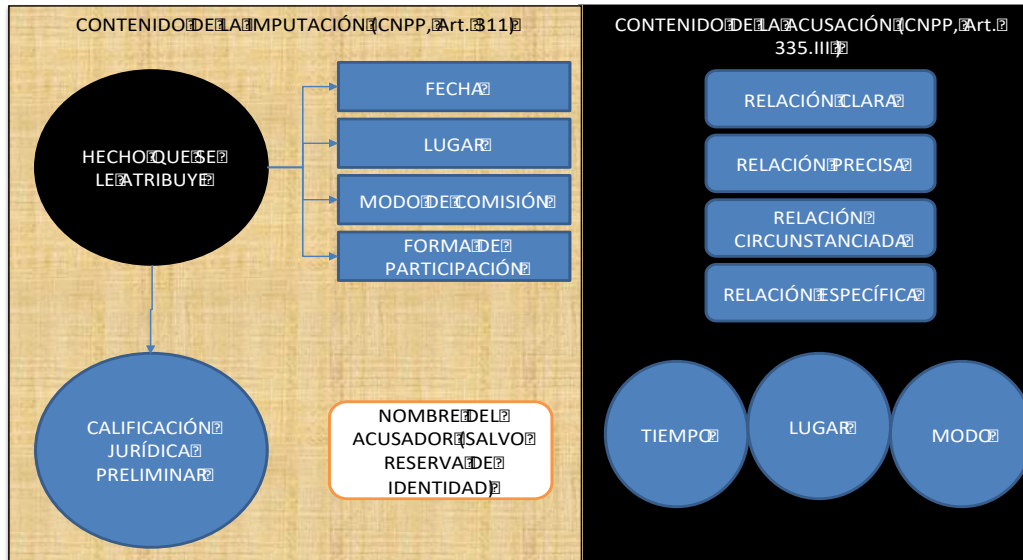 CONTENIDO DE LA IMPUTACIÓN (CNPP, Art. 311)
HECHO QUE SE
LE ATRIBUYE
FECHA
LUGAR
MODO DE COMISIÓN
FORMA DE
PARTICIPACIÓN
CALIFICACIÓN
JURÍDICA
PRELIMINAR
NOMBRE DEL
ACUSADOR (SALVO
RESERVA DE
IDENTIDAD)
CONTENIDO DE LA ACUSACIÓN (CNPP, Art.
335.III)
RELACIÓN CLARA
RELACIÓN PRECISA
RELACIÓN
CIRCUNSTANCIADA
RELACIÓN ESPECÍFICA
TIEMPO
LUGAR
MODO